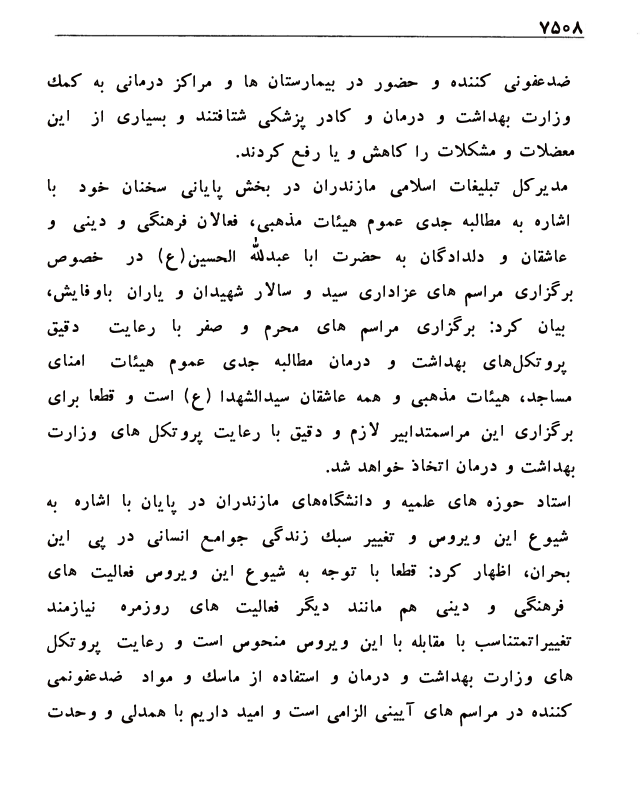 ۷۵۰۸
ضدعفونی کننده و حضور در بیمارستان ها و مراکز درمانی به کمك
وزارت بهداشت و درمان و کادر پزشکی شتافتند و بسیاری از این
معضلات و مشکلات را کاهش و یا رفع کردند.
مدیرکل تبلیغات اسلامی مازندران در بخش پایانی سخنان خود با
اشاره به مطالبه جدی عموم هیئات مذهبی، فعالان فرهنگی و دینی و
عاشقان و دلدادگان به حضرت ابا عبدالله الحسین(ع) در خصوص
برگزاری مراسم های عزاداری سید و سالار شهیدان و یاران باوفایش،
بیان کرد: برگزاری مراسم های محرم و صفر با رعایت دقیق
پروتکل‌های بهداشت و درمان مطالبه جدی عموم هیئات امنای
مساجد، هیئات مذهبی و همه عاشقان سیدالشهدا (ع) است و قطعا برای
برگزاری این مراسمتدابیر لازم و دقیق با رعایت پروتکل های وزارت
بهداشت و درمان اتخاذ خواهد شد.
استاد حوزه های علمیه و دانشگاه‌های مازندران در پایان با اشاره به
شیوع این ویروس و تغییر سبك زندگی جوامع انسانی در پی این
بحران، اظهار کرد: قطعا با توجه به شیوع این ویروس فعالیت های
فرهنگی و دینی هم مانند دیگر فعالیت های روزمره نیازمند
تغییراتمتناسب با مقابله با این ویروس منحوس است و رعایت پروتکل
های وزارت بهداشت و درمان و استفاده از ماسك و مواد ضدعفونمی
کننده در مراسم های آیینی الزامی است و امید داریم با همدلی و وحدت